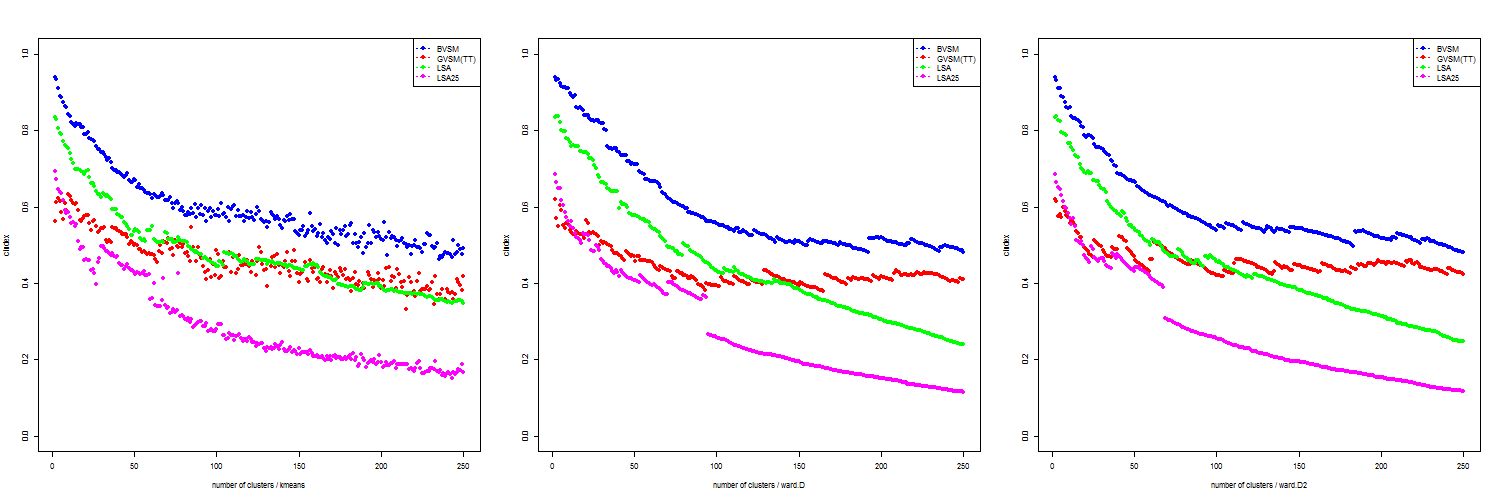 BVSM
GVSM(TT)
LSA
LSA25
1.0
0.8
0.6
0.4
0.2
0.0
cindex
0 50 100 150 200 250
number of clusters / kmeans
BVSM
GVSM(TT)
LSA
LSA25
1.0
0.8
0.6
0.4
0.2
0.0
cindex
0 50 100 150 200 250
number of clusters / ward.D
BVSM
GVSM(TT)
LSA
LSA25
1.0
0.8
0.6
0.4
0.2
0.0
cindex
0 50 100 150 200 250
number of clusters / ward.D2